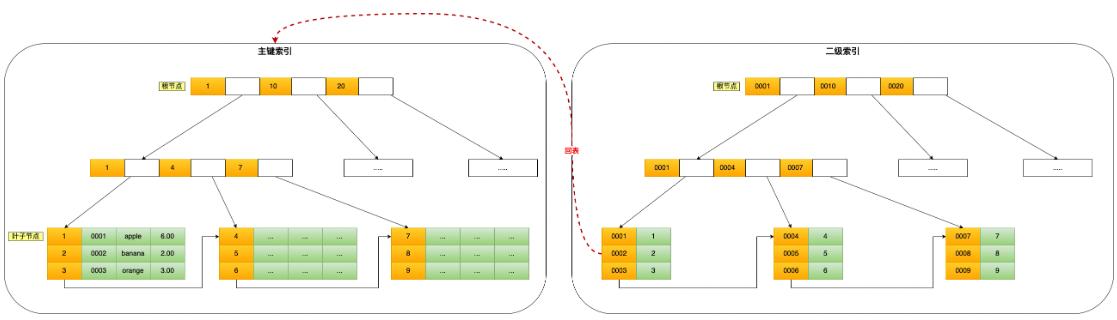 主键索引
根节点 1 10 20
1 4 7 ..... .....
叶子节点 1 0001 apple 6.00
2 0002 banana 2.00
3 0003 orange 3.00
4 ... ... ...
5 ... ... ...
6 ... ... ...
7 ... ... ...
8 ... ... ...
9 ... ... ...
回表
二级索引
根节点 0001 0010 0020
0001 0004 0007 ..... .....
0001 1
0002 2
0003 3
0004 4
0005 5
0006 6
0007 7
0008 8
0009 9